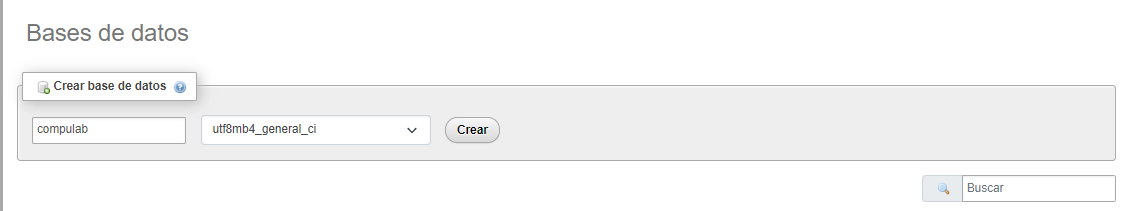 Bases de datos
Crear base de datos
compulab
utf8mb4_general_ci
Crear
Buscar